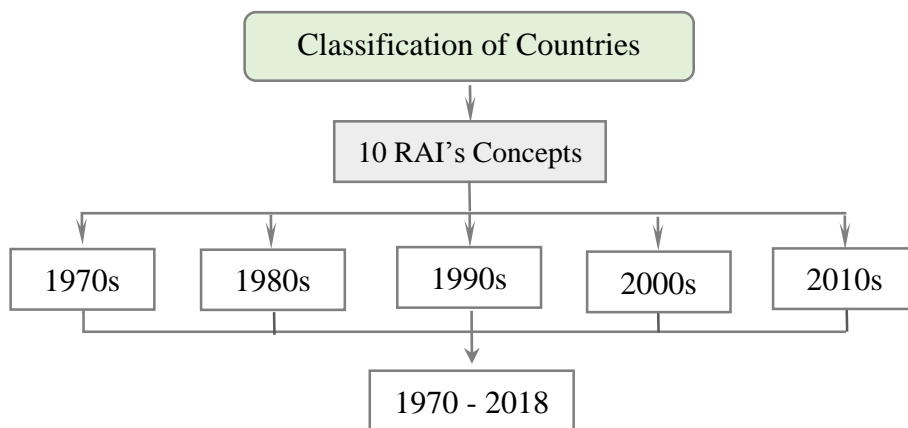 Classification of Countries
10 RAI’s Concepts
1970s
1980s
1990s
2000s
2010s
1970 - 2018